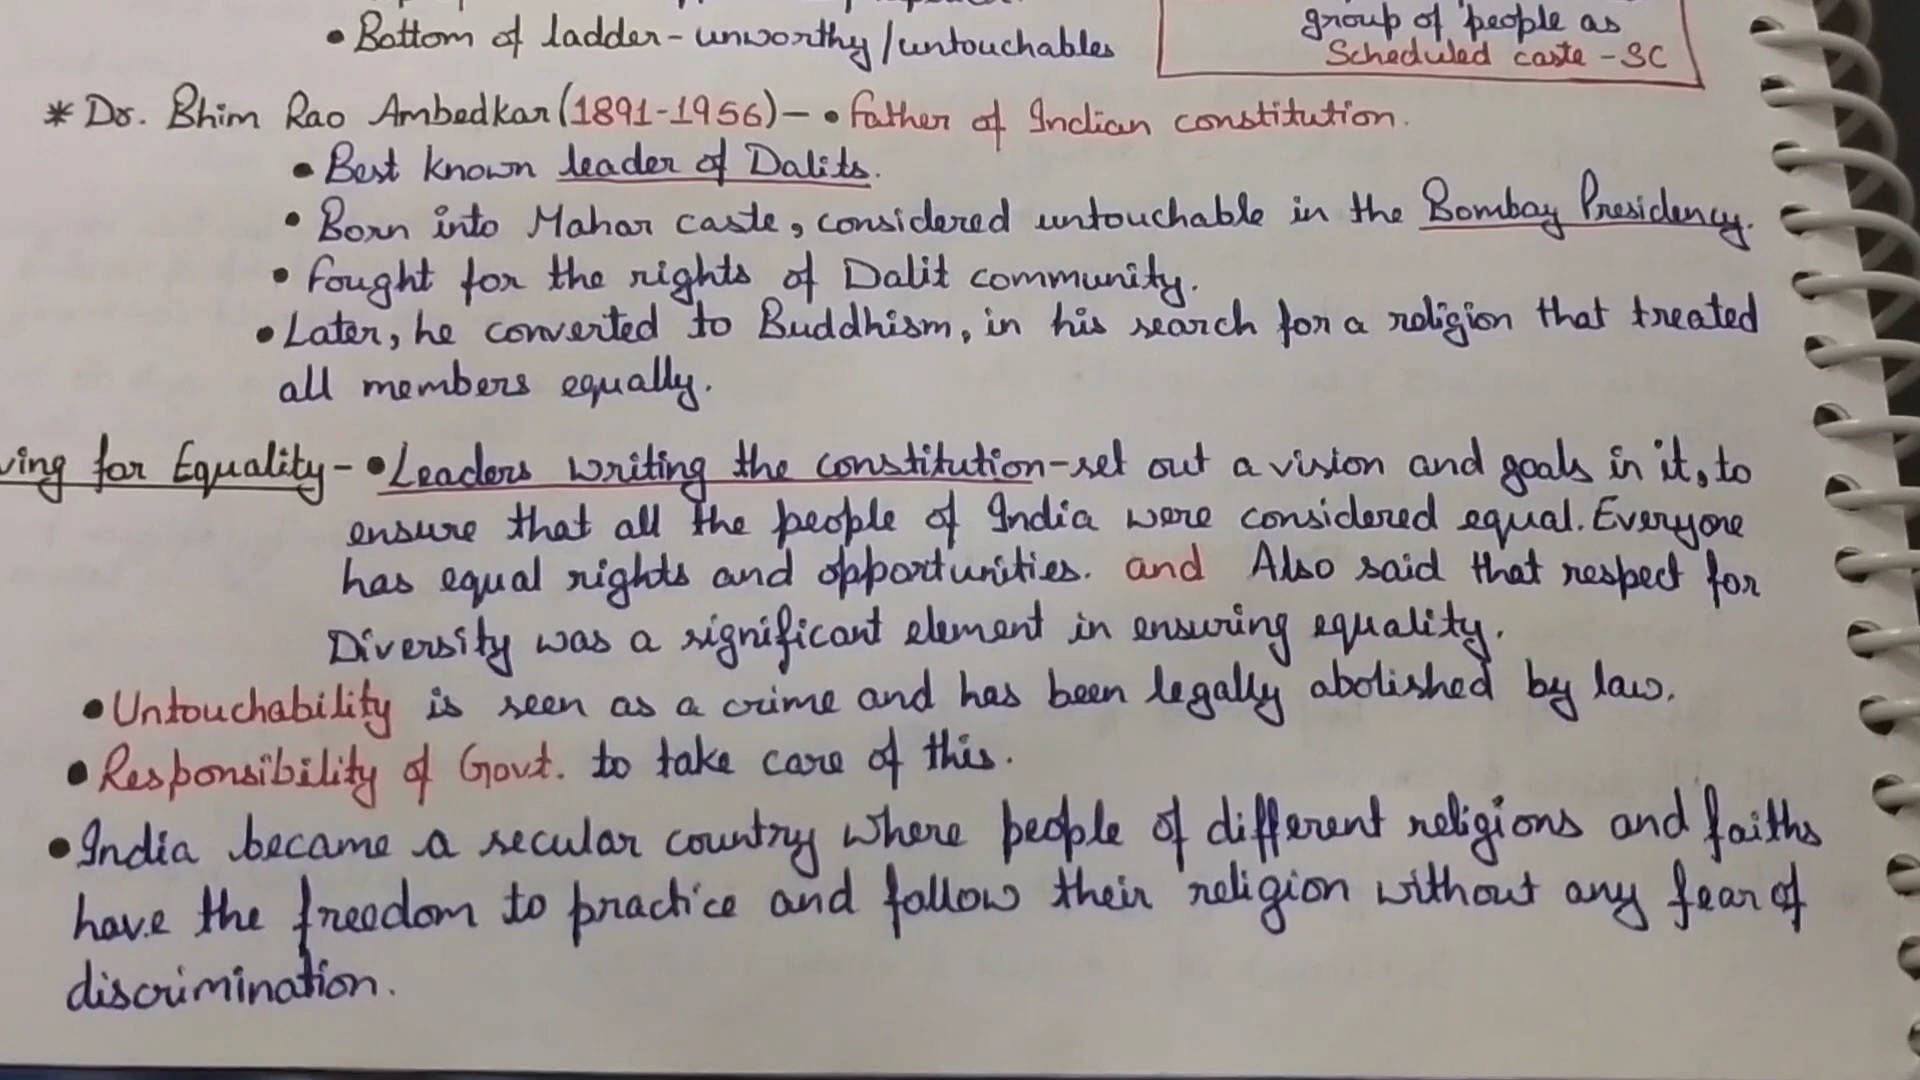 • Bottom of ladder - unworthy/untouchables
group of people as
Scheduled caste - SC
* Dr. Bhim Rao Ambedkar (1891-1956) - • Father of Indian constitution.
• Best known leader of Dalits.
• Born into Mahar caste, considered untouchable in the Bombay Presidency.
• Fought for the rights of Dalit community.
• Later, he converted to Buddhism, in his search for a religion that treated
all members equally.
ving for Equality - • Leaders writing the constitution - set out a vision and goals in it, to
ensure that all the people of India were considered equal. Everyone
has equal rights and opportunities. and Also said that respect for
Diversity was a significant element in ensuring equality.
• Untouchability is seen as a crime and has been legally abolished by law.
• Responsibility of Govt. to take care of this.
• India became a secular country where people of different religions and faiths
have the freedom to practice and follow their religion without any fear of
discrimination.